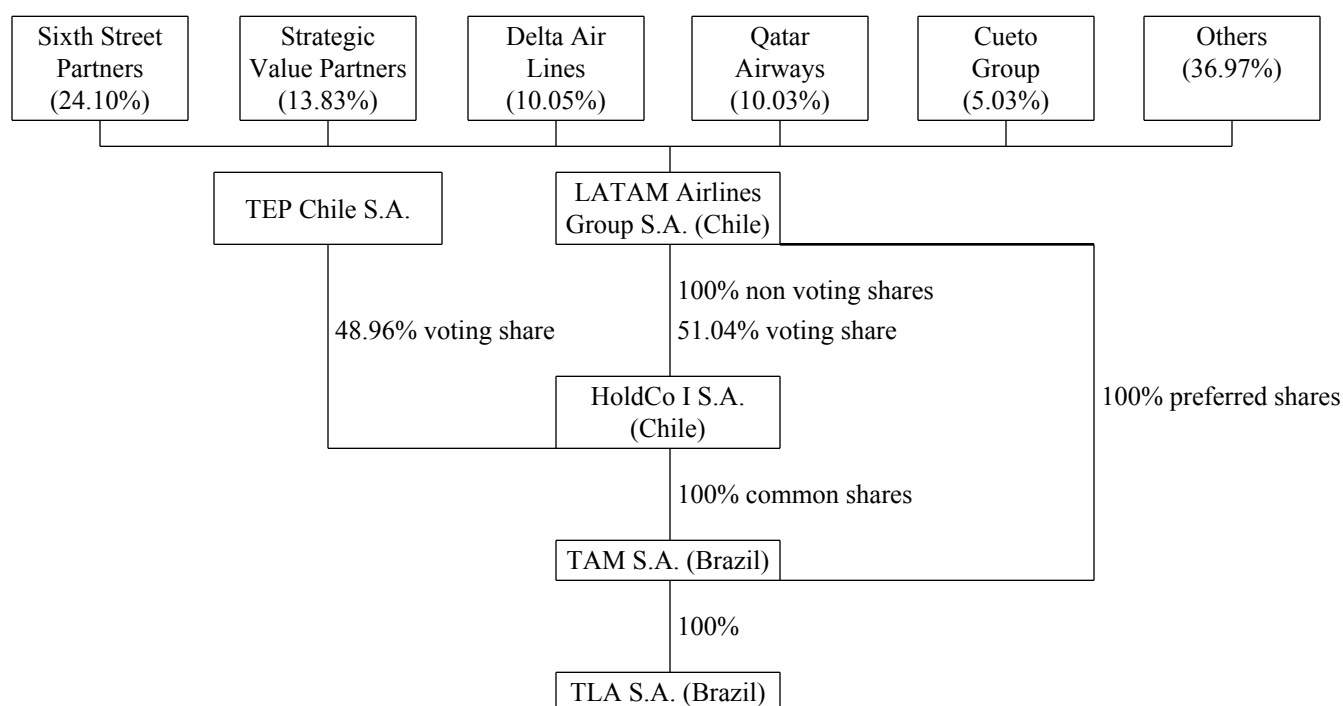 Sixth Street
Partners
(24.10%)
Strategic
Value Partners
(13.83%)
Delta Air
Lines
(10.05%)
Qatar
Airways
(10.03%)
Cueto
Group
(5.03%)
Others
(36.97%)
TEP Chile S.A.
LATAM Airlines
Group S.A. (Chile)
100% non voting shares
48.96% voting share
51.04% voting share
HoldCo I S.A.
(Chile)
100% preferred shares
100% common shares
TAM S.A. (Brazil)
100%
TLA S.A. (Brazil)